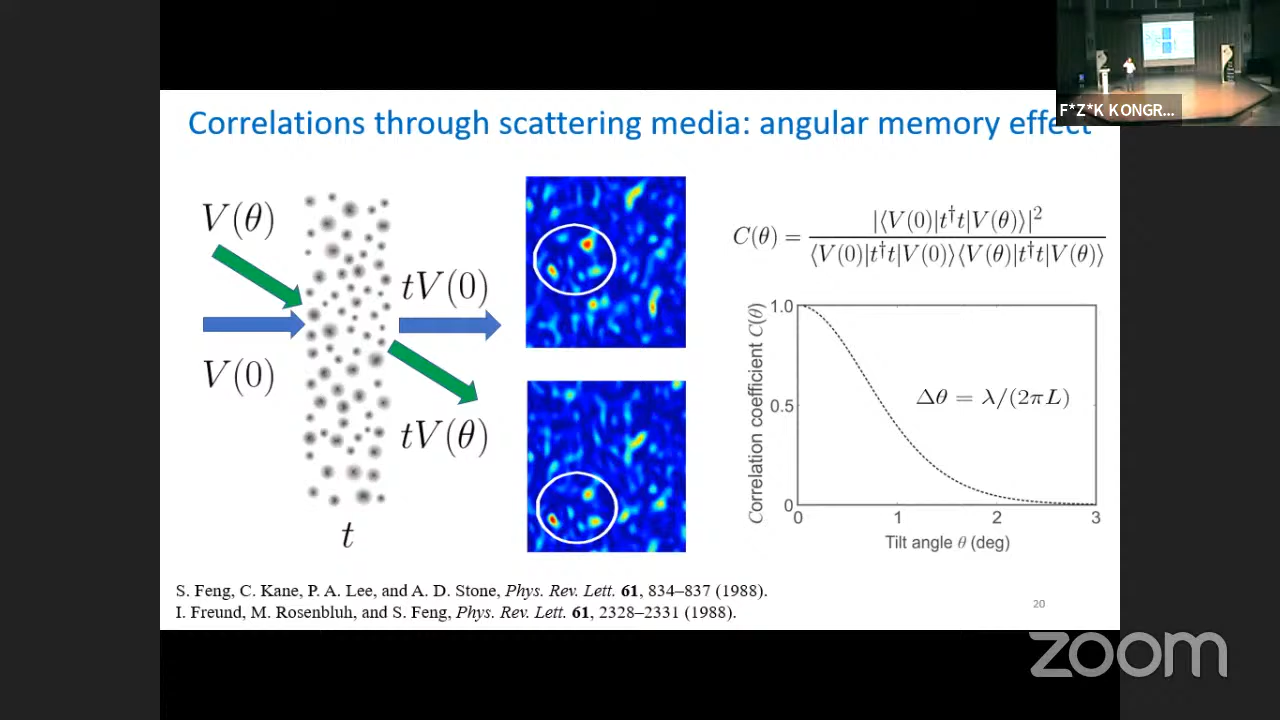 Correlations through scattering media: angular memory effect
F*Z*K KONGR...
V(θ)
V(0)
t
tV(0)
tV(θ)
C(θ) = |⟨V(0)|t†t|V(θ)⟩|² / ⟨V(0)|t†t|V(0)⟩⟨V(θ)|t†t|V(θ)⟩
Correlation coefficient C(θ)
1.0
0.5
0
Δθ = λ/(2πL)
0 1 2 3
Tilt angle θ (deg)
S. Feng, C. Kane, P. A. Lee, and A. D. Stone, Phys. Rev. Lett. 61, 834–837 (1988).
I. Freund, M. Rosenbluh, and S. Feng, Phys. Rev. Lett. 61, 2328–2331 (1988).
20
zoom